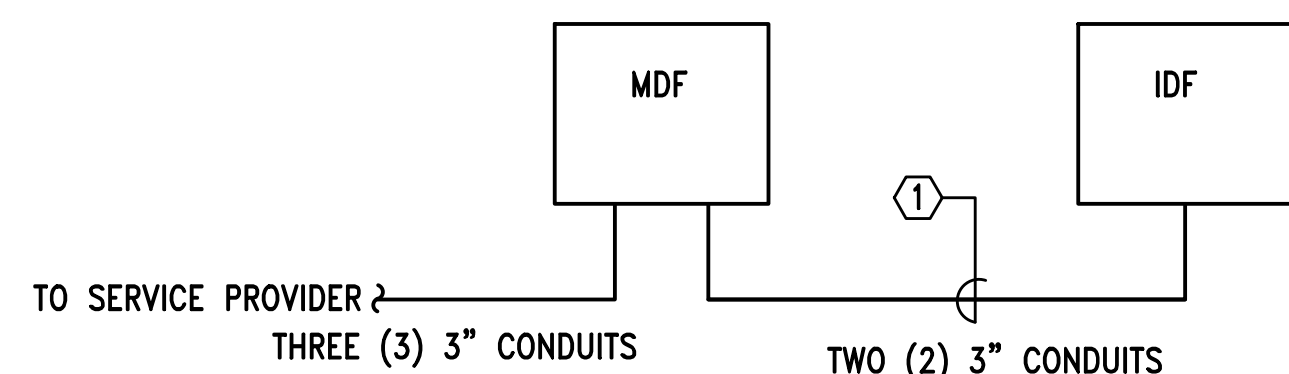 MDF
IDF
1
TO SERVICE PROVIDER
THREE (3) 3” CONDUITS
TWO (2) 3” CONDUITS